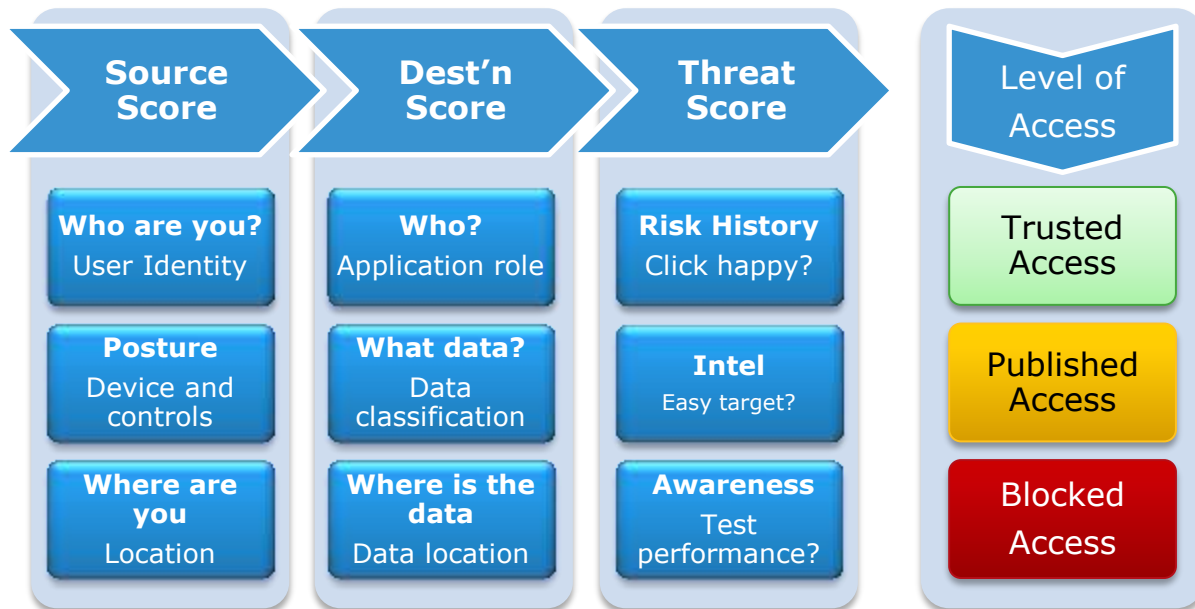 Source
Score
Who are you?
User Identity
Posture
Device and
controls
Where are
you
Location
Dest'n
Score
Who?
Application role
What data?
Data
classification
Where is the
data
Data location
Threat
Score
Risk History
Click happy?
Intel
Easy target?
Awareness
Test
performance?
Level of
Access
Trusted
Access
Published
Access
Blocked
Access